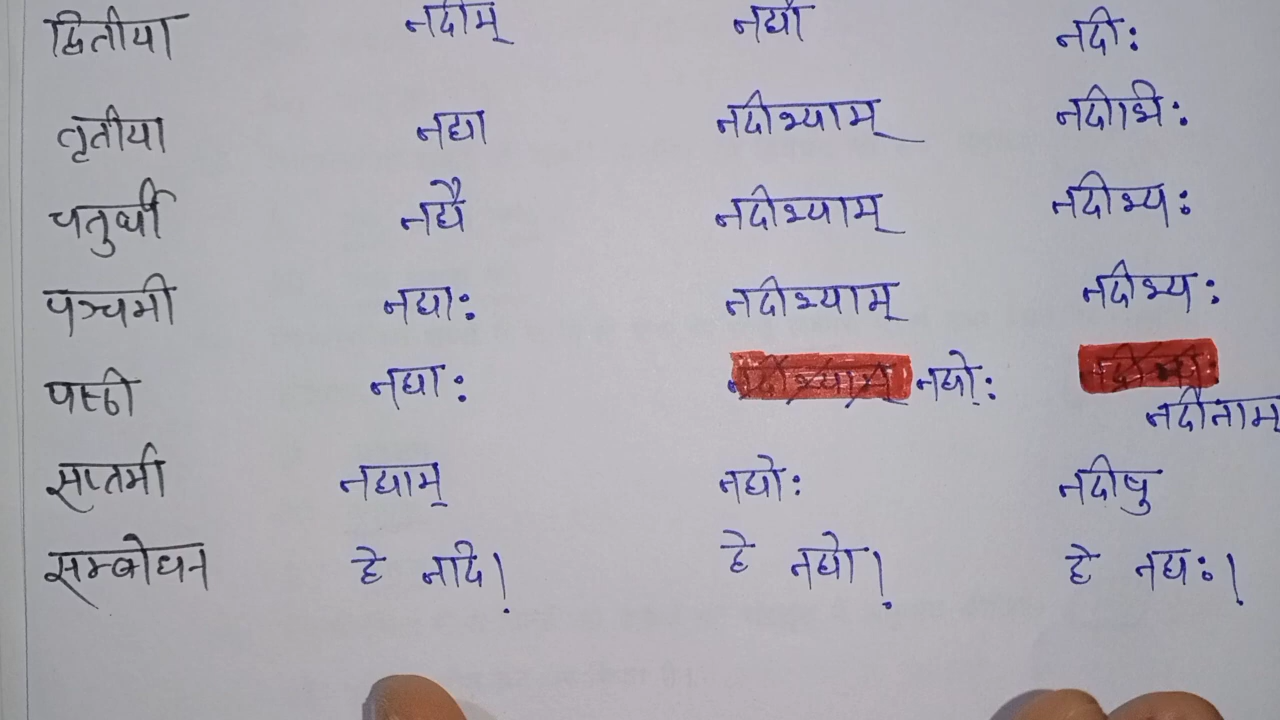 द्वितीया नदीम् नद्यौ नदी:
तृतीया नद्या नदीभ्याम् नदीभि:
चतुर्थी नद्यै नदीभ्याम् नदीभ्य:
पञ्चमी नद्या: नदीभ्याम् नदीभ्य:
षष्ठी नद्या: नदीभ्याम् नद्यो:
नदीनाम्
सप्तमी नद्याम् नद्यो: नदीषु
सम्बोधन हे नदि! हे नद्यो! हे नद्य:!